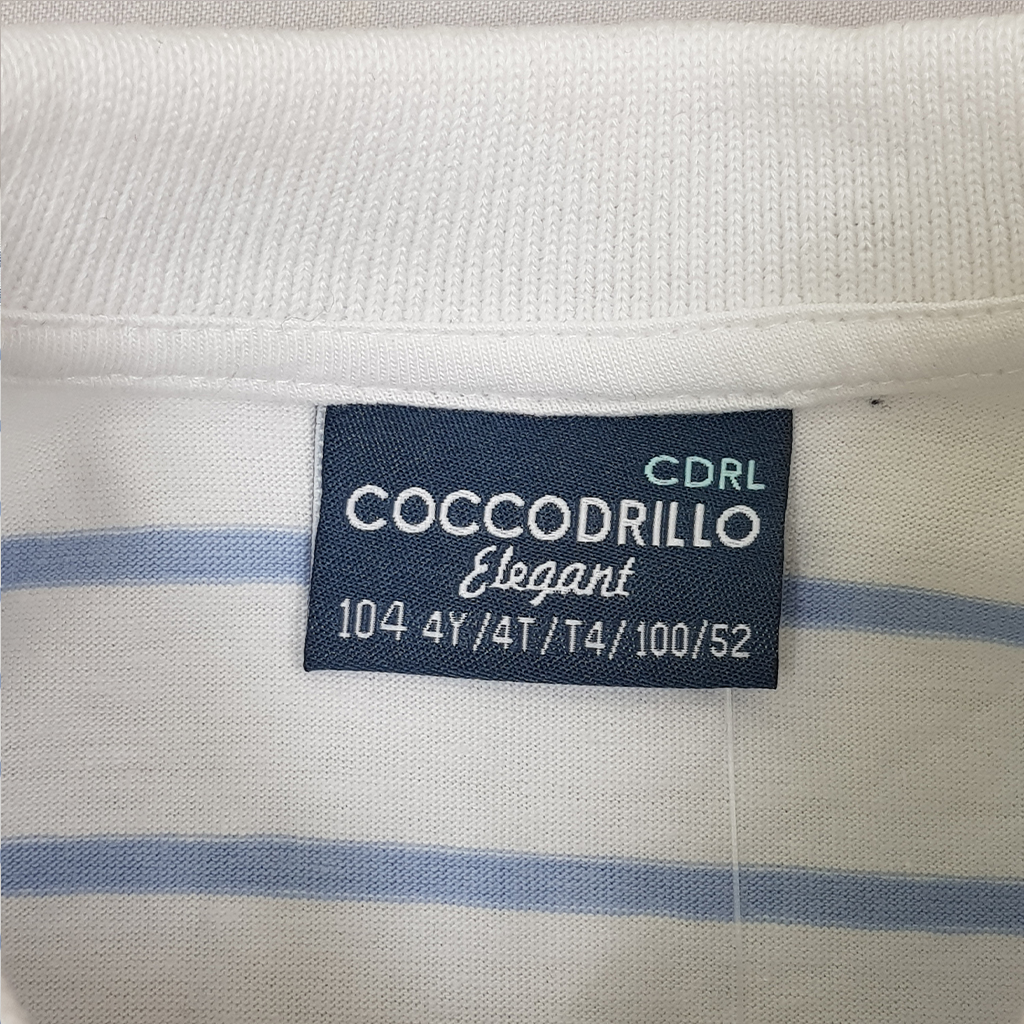 CDRL
COCCODRILLO
Elegant
104 4Y/4T/T4/100/52